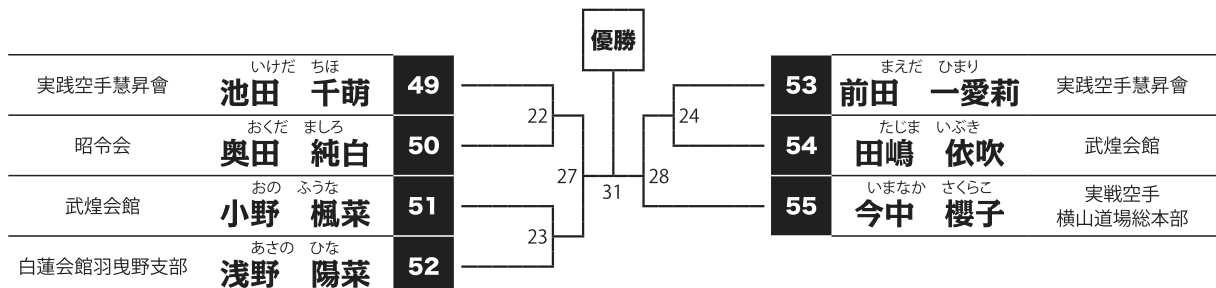 優勝
いけだ ちほ
実践空手慧昇會 池田 千萌 49
おくだ ましろ
昭令会 奥田 純白 50
おの ふうな
武煌会館 小野 楓菜 51
あさの ひな
白蓮会館羽曳野支部 浅野 陽菜 52
22
23
27
31
28
24
まえだ ひまり
53 前田 一愛莉 実践空手慧昇會
たじま いぶき
54 田嶋 依吹 武煌会館
いまなか さくらこ
55 今中 櫻子 実戦空手
横山道場総本部